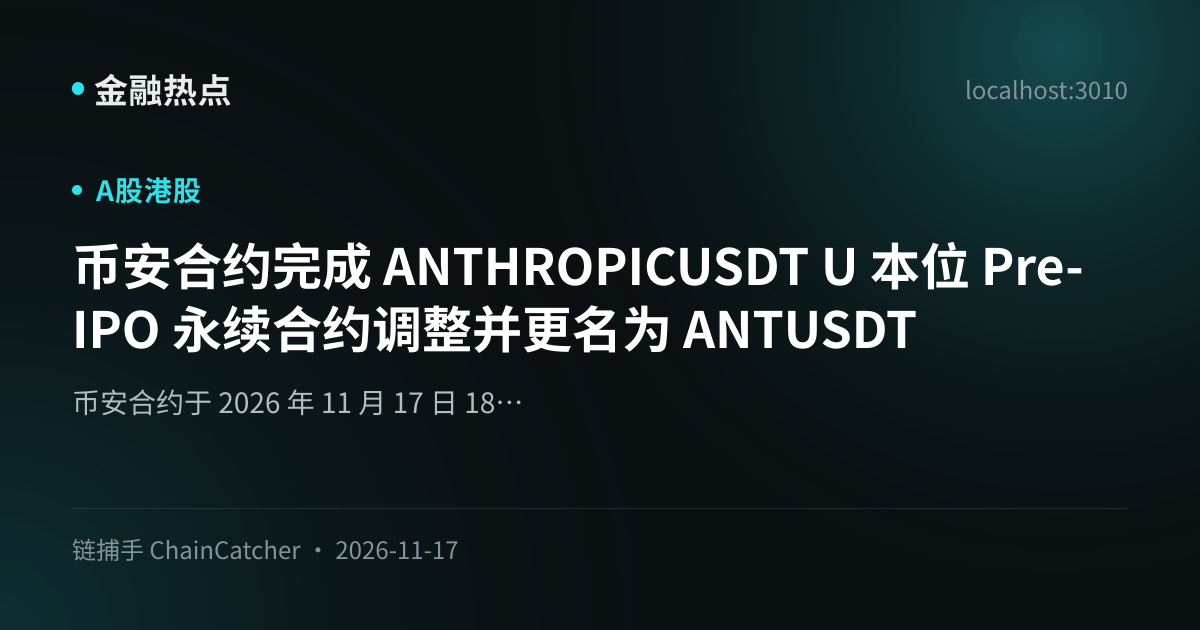 金融热点
localhost:3010
A股港股
币安合约完成 ANTHROPICUSDT U 本位 Pre-
IPO 永续合约调整并更名为 ANTUSDT
币安合约于 2026 年 11 月 17 日 18…
链捕手 ChainCatcher · 2026-11-17